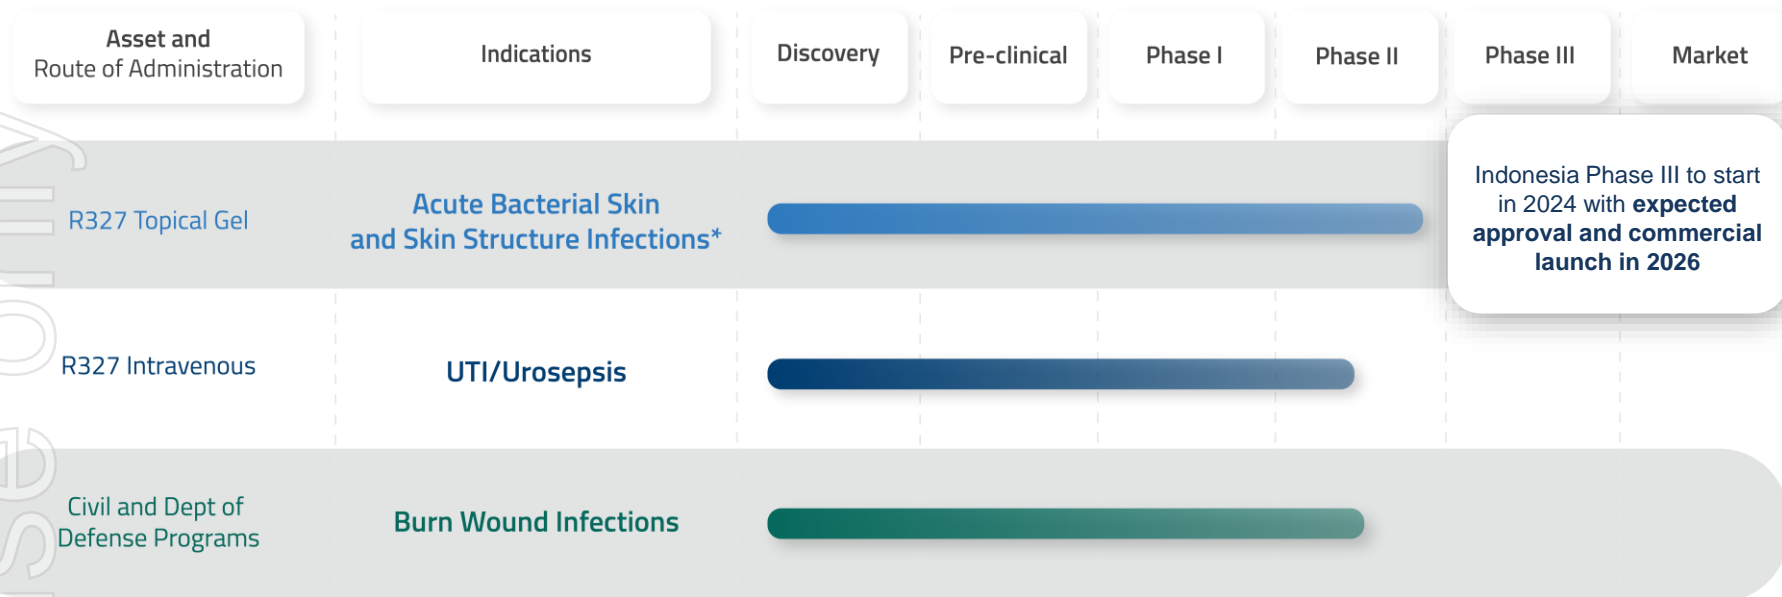 Asset and
Route of Administration
Indications
Discovery
Pre-clinical
Phase I
Phase II
Phase III
Market
R327 Topical Gel
Acute Bacterial Skin
and Skin Structure Infections*
Indonesia Phase III to start
in 2024 with expected
approval and commercial
launch in 2026
R327 Intravenous
UTI/Urosepsis
Civil and Dept of
Defense Programs
Burn Wound Infections
use only